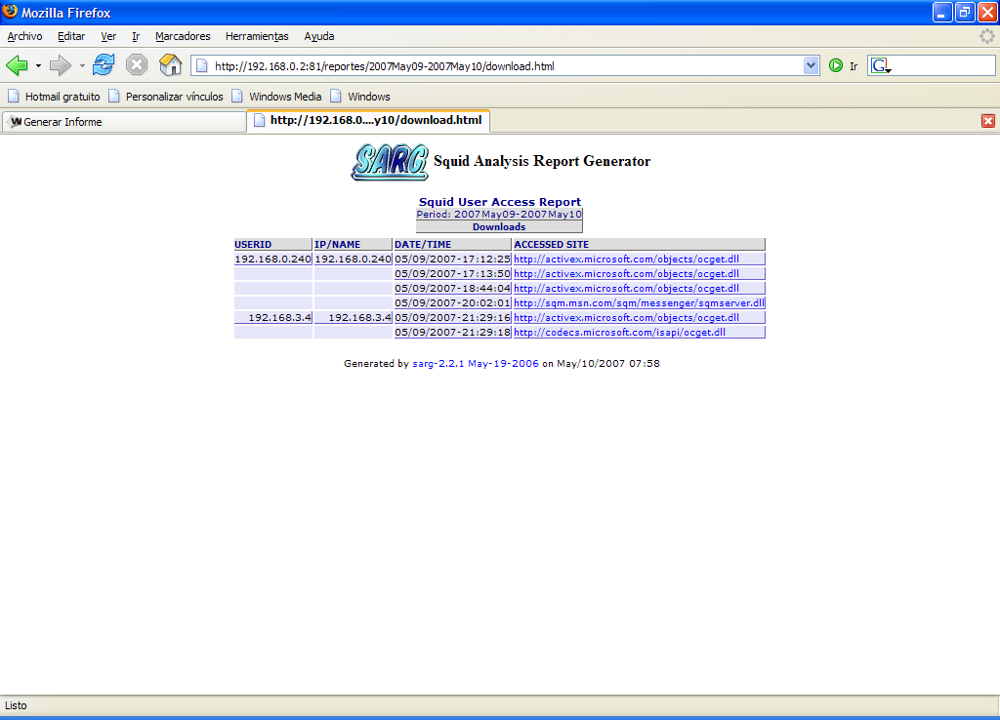 Mozilla Firefox
Archivo Editar Ver Ir Marcadores Herramientas Ayuda
http://192.168.0.2:81/reportes/2007May09-2007May10/download.html Ir G
Hotmail gratuito Personalizar vínculos Windows Media Windows
W Generar Informe http://192.168.0....y10/download.html
SARG Squid Analysis Report Generator
Squid User Access Report
Period: 2007May09-2007May10
Downloads
USERID IP/NAME DATE/TIME ACCESSED SITE
192.168.0.240 192.168.0.240 05/09/2007-17:12:25 http://activex.microsoft.com/objects/ocget.dll
05/09/2007-17:13:50 http://activex.microsoft.com/objects/ocget.dll
05/09/2007-18:44:04 http://activex.microsoft.com/objects/ocget.dll
05/09/2007-20:02:01 http://sqm.msn.com/sqm/messenger/sqmserver.dll
192.168.3.4 192.168.3.4 05/09/2007-21:29:16 http://activex.microsoft.com/objects/ocget.dll
05/09/2007-21:29:18 http://codecs.microsoft.com/isapi/ocget.dll
Generated by sarg-2.2.1 May-19-2006 on May/10/2007 07:58
Listo